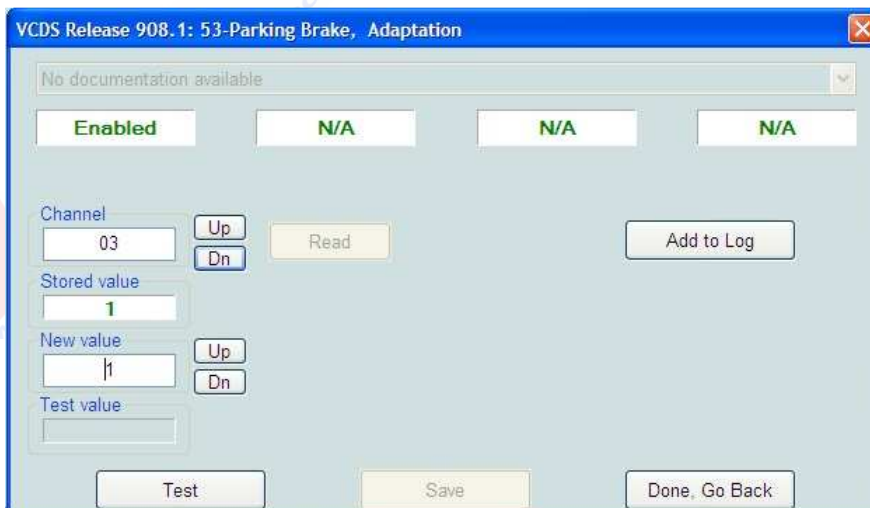 VCDS Release 908.1: 53-Parking Brake, Adaptation
No documentation available
Enabled N/A N/A N/A
Channel
03 Up Read Add to Log
Dn
Stored value
1
New value
1 Up
Dn
Test value
Test Save Done, Go Back